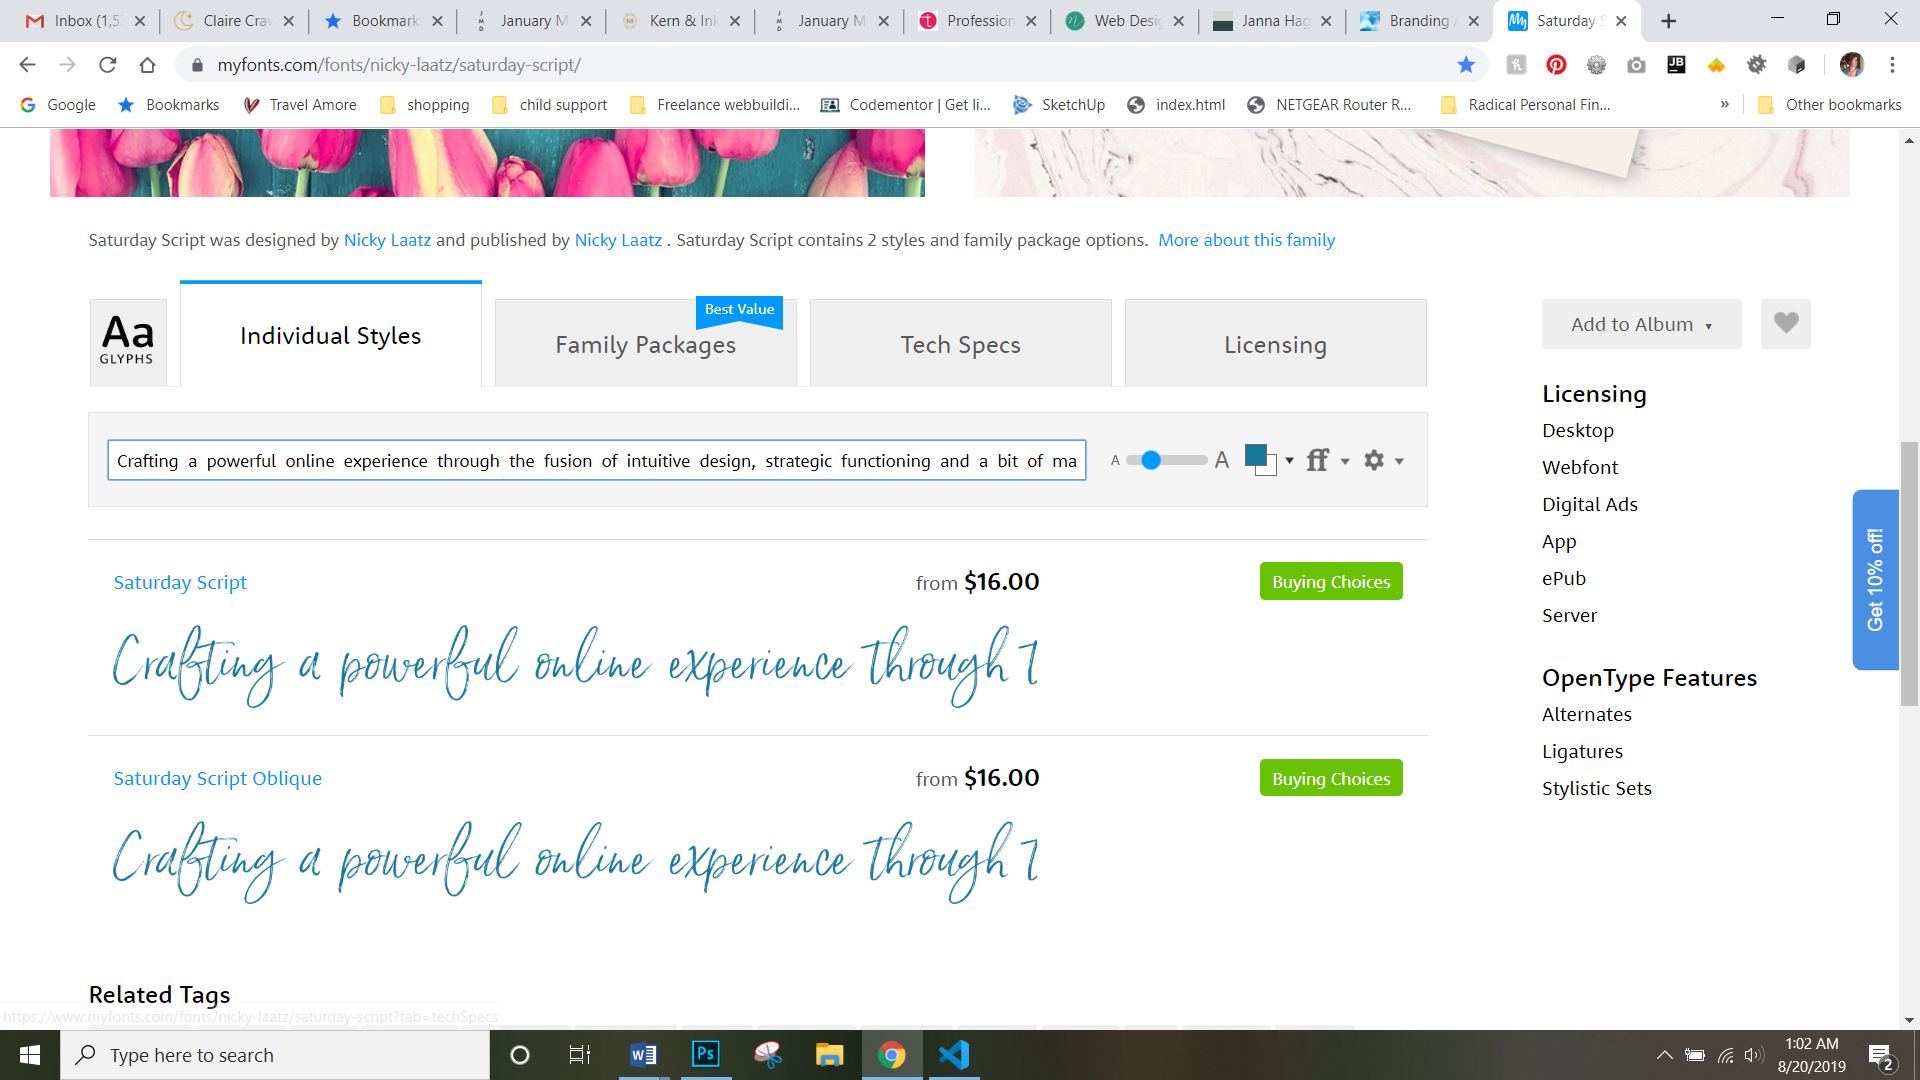 Inbox (1,5
Claire Cra
Bookmark
January M
Kern & Ink
January M
Profession
Web Desig
Janna Hag
Branding
Saturday S
myfonts.com/fonts/nicky-laatz/saturday-script/
Google
Bookmarks
Travel Amore
shopping
child support
Freelance webbuildi...
Codementor | Get li...
SketchUp
index.html
NETGEAR Router R...
Radical Personal Fin...
»
Other bookmarks
Saturday Script was designed by Nicky Laatz and published by Nicky Laatz . Saturday Script contains 2 styles and family package options. More about this family
Aa
GLYPHS
Individual Styles
Best Value
Family Packages
Tech Specs
Licensing
Add to Album
Crafting a powerful online experience through the fusion of intuitive design, strategic functioning and a bit of ma
A A ff
Saturday Script
from $16.00
Buying Choices
Crafting a powerful online experience through t
Saturday Script Oblique
from $16.00
Buying Choices
Crafting a powerful online experience through t
Licensing
Desktop
Webfont
Digital Ads
App
ePub
Server
OpenType Features
Alternates
Ligatures
Stylistic Sets
Get 10% off!
Related Tags
https://www.myfonts.com/fonts/nicky-laatz/saturday-script?tab=techSpecs
Type here to search
Ps
1:02 AM
8/20/2019
2